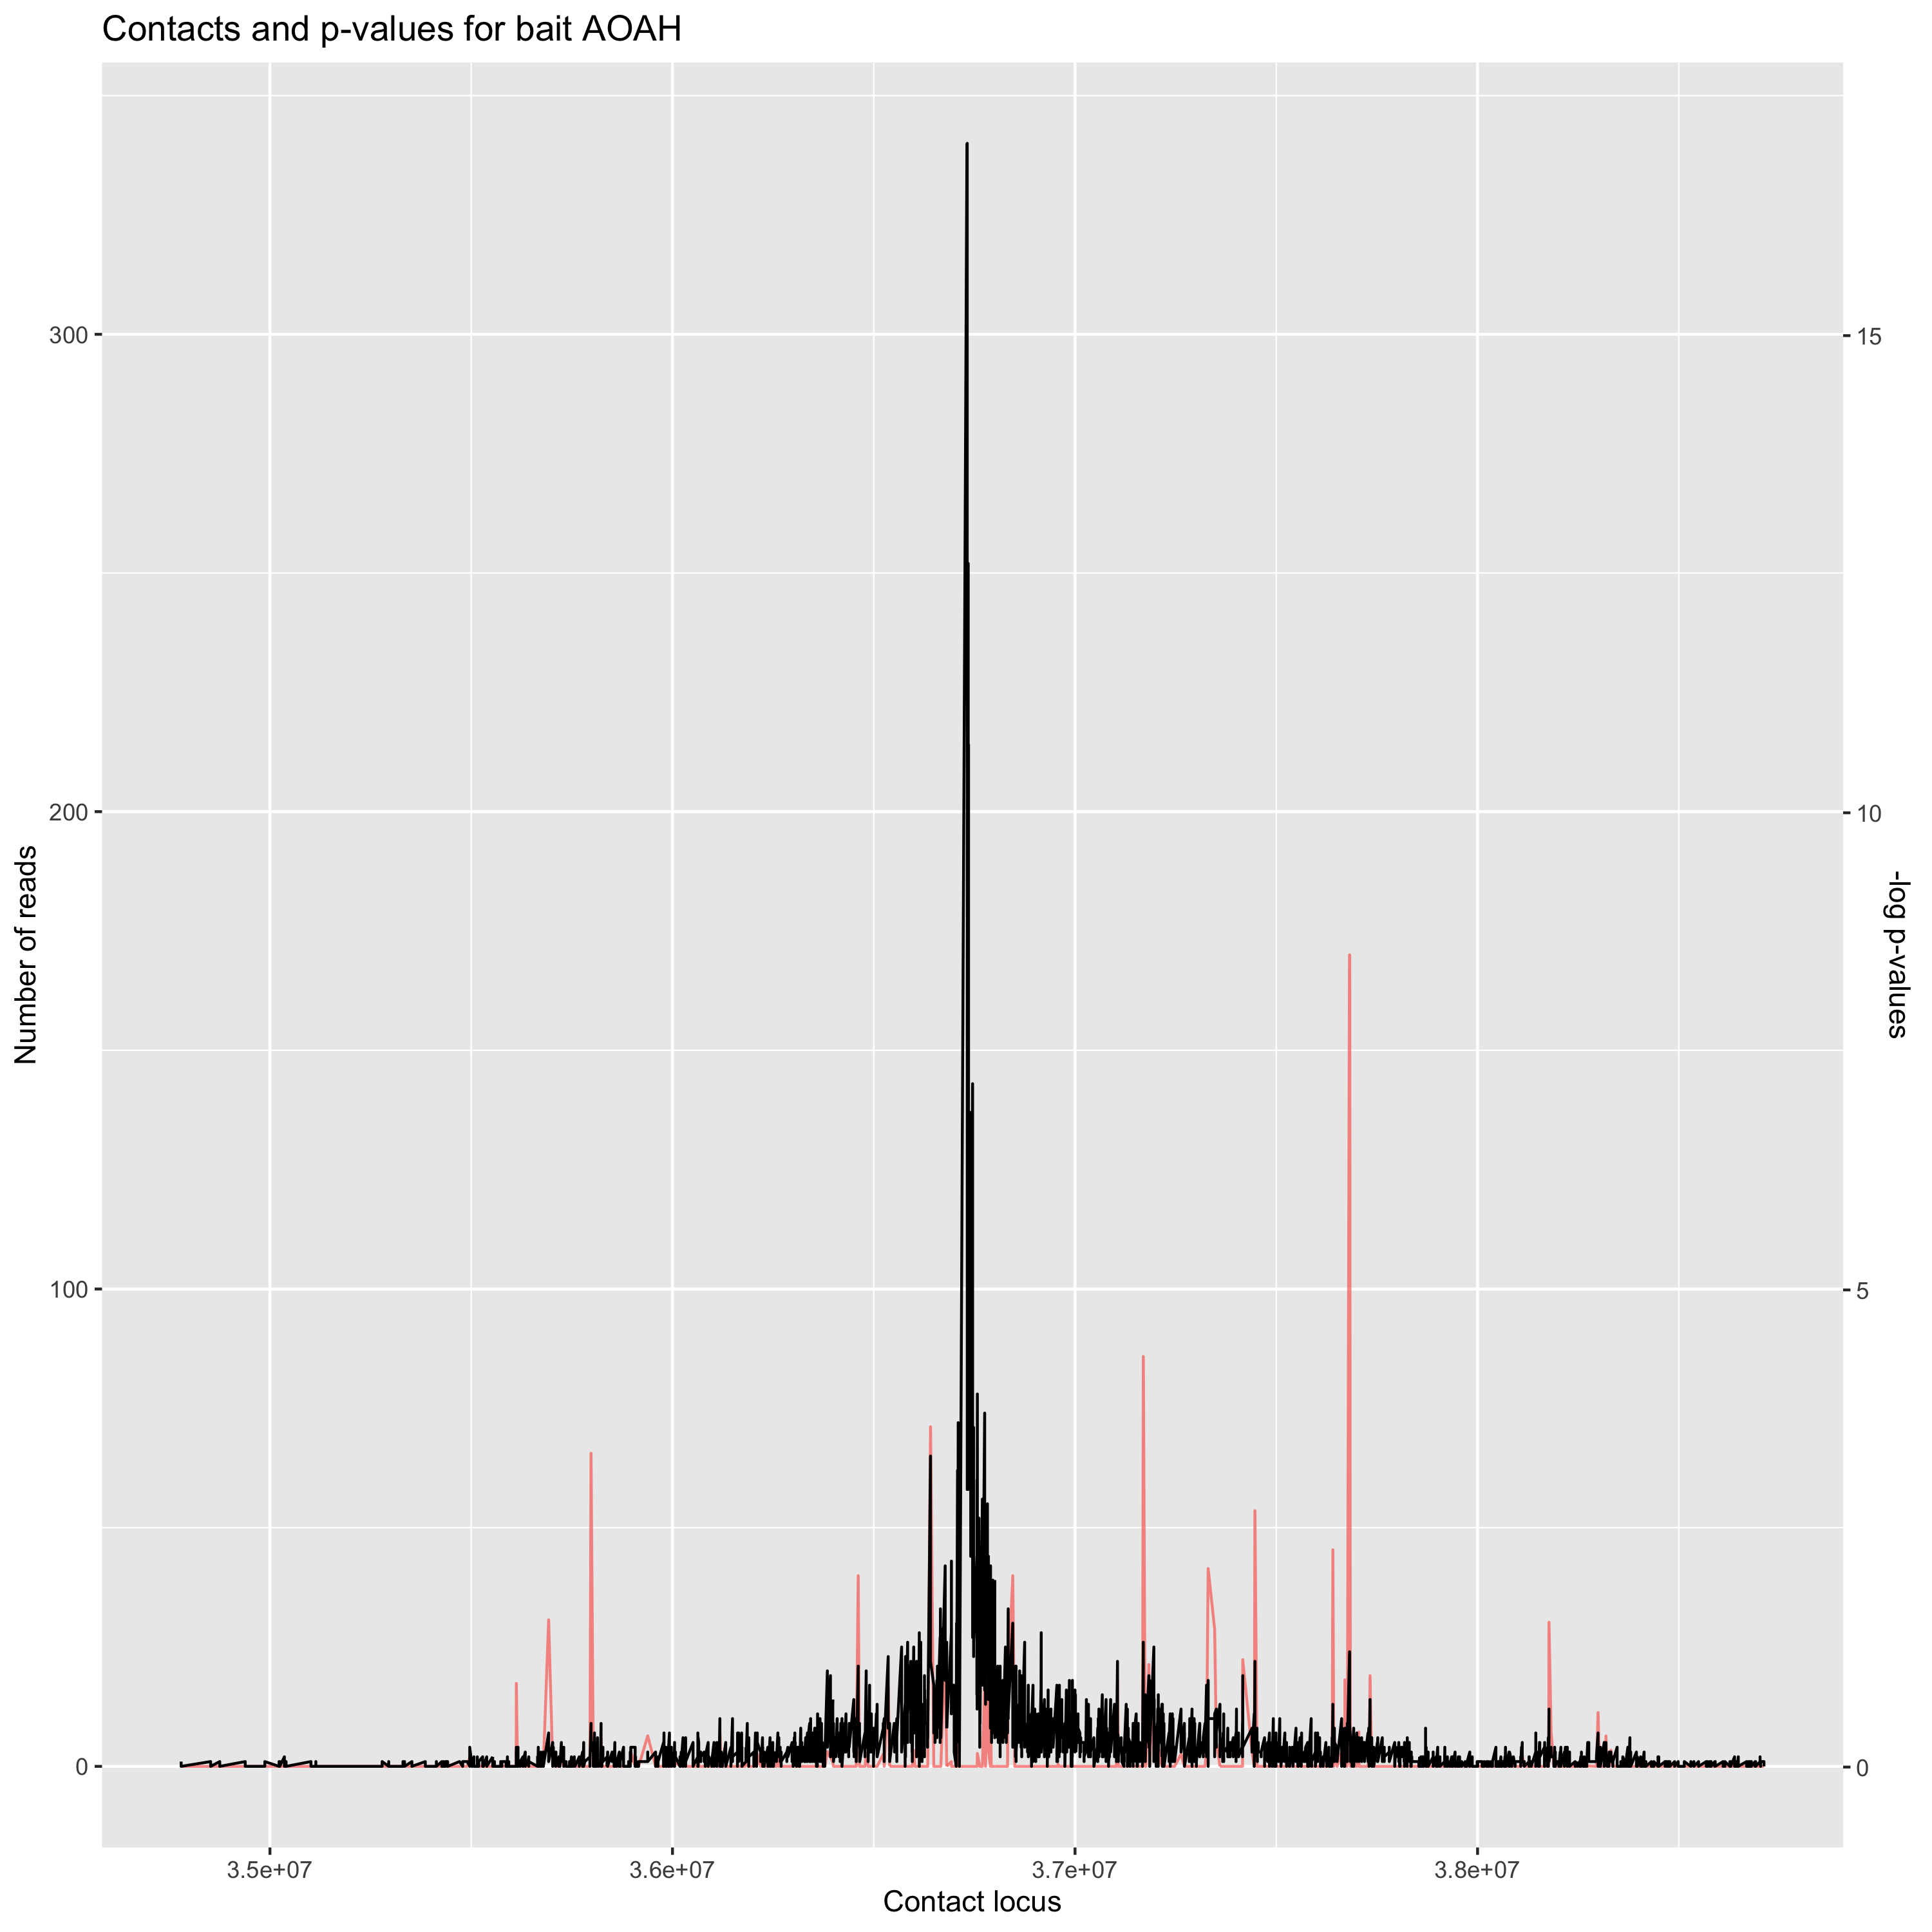 Contacts and p-values for bait AOAH
300
200
100
0
Number of reads
15
10
5
0
-log p-values
3.5e+07 3.6e+07 3.7e+07 3.8e+07
Contact locus